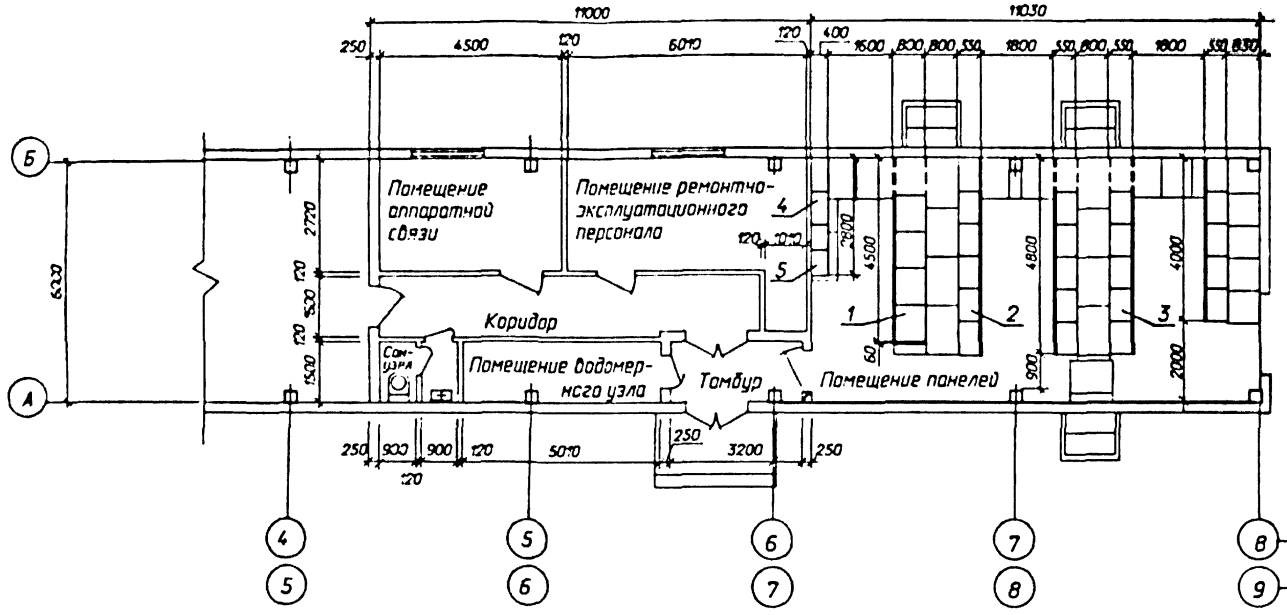 11000 11030
250 4500 120 6010 120 400 1600 800 800 550 1800 550 800 550 1800 550 830
Б
Помещение
аппаратной
связи
Помещение ремонтно-
эксплуатационного
персонала
4
5
2720
6000
120
120 1010
2800
4500
4800
4000
1
2
3
120
Коридор
60
900
2000
1500
Сан-
узел
Помещение водомер-
ного узла
Тамбур
Помещение панелей
А
250 900 900 120 5010 250 3200 250
120
4 5 6 7 8
5 6 7 8 9